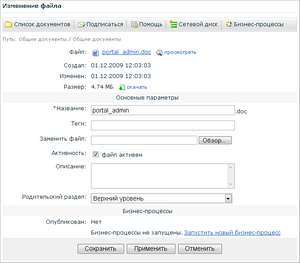 Изменение файла
Список документов Подписаться Помощь Сетевой диск Бизнес-процессы
Путь: Общие документы / Общие документы
Файл: portal_admin.doc просмотреть
Создан: 01.12.2009 12:03:03
Изменен: 01.12.2009 12:03:03
Размер: 4.74 МБ скачать
Основные параметры
*Название: portal_admin .doc
Теги:
Заменить файл: Обзор...
Активность: файл активен
Описание:
Родительский раздел: Верхний уровень
Бизнес-процессы
Опубликован: Нет
Бизнес-процессы не запущены. Запустить новый бизнес-процесс
Сохранить Применить Отменить